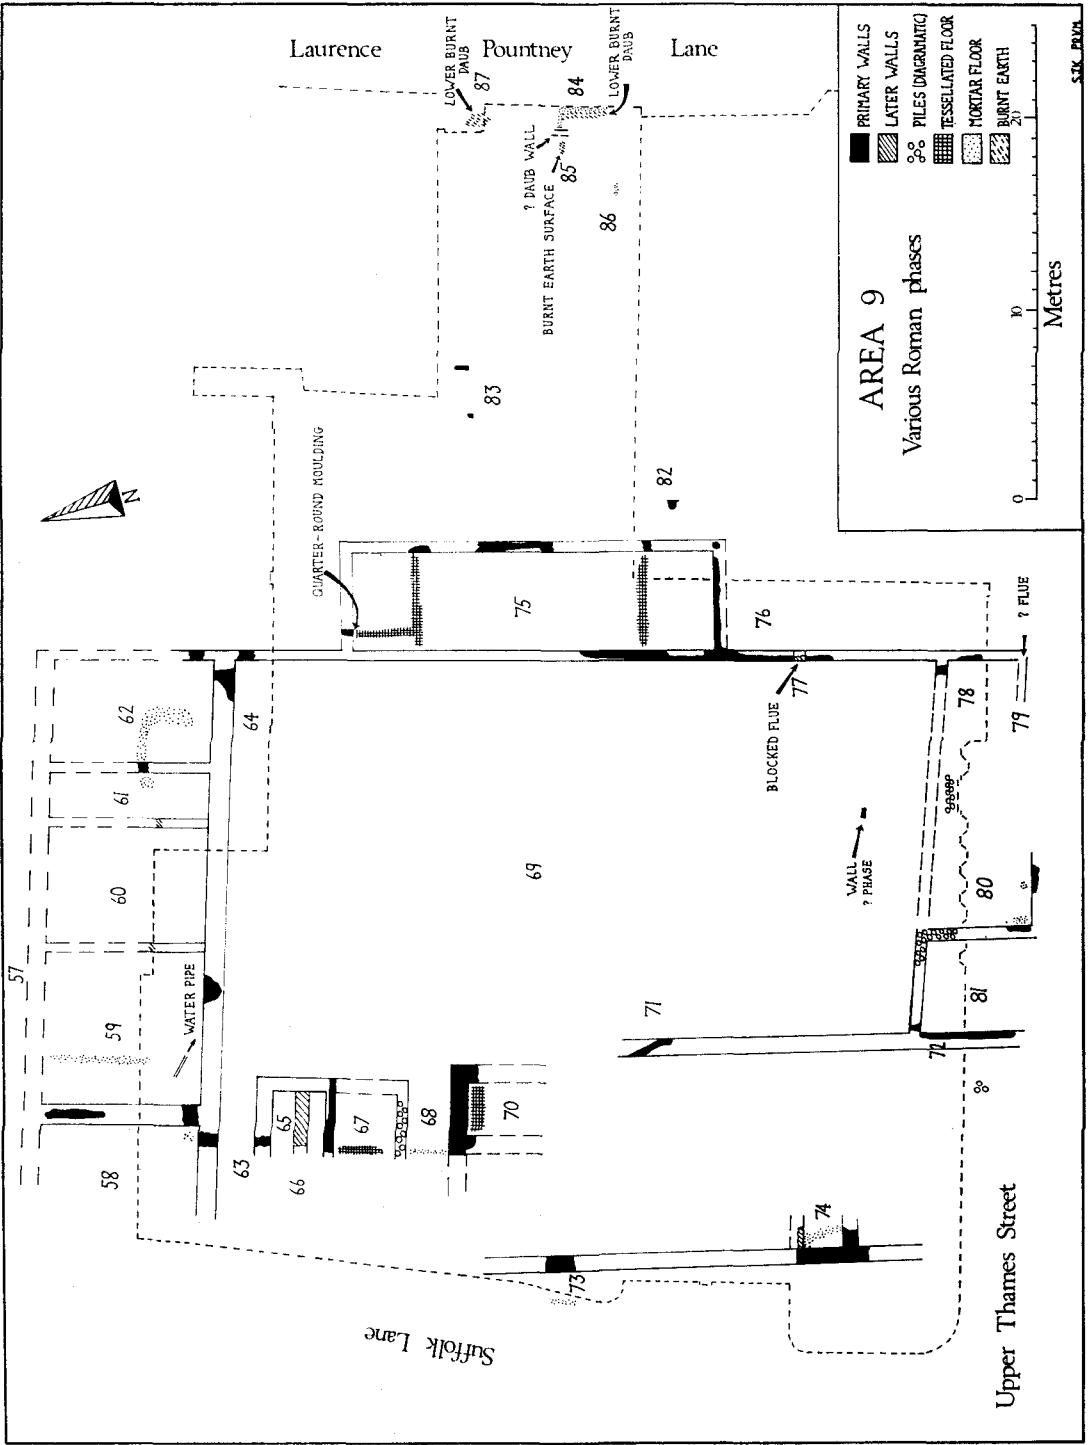 Laurence Pountney Lane
LOWER BURNT
DAUB
87
84
LOWER BURNT
DAUB
? DAUB WALL
85
BURNT EARTH SURFACE
86
83
82
N
QUARTER-ROUND MOULDING
75
76
? FLUE
57
62
64
61
77
BLOCKED FLUE
78
79
60
69
WALL
? PHASE
80
59
WATER PIPE
71
72
81
58
63
65
66
67
68
70
73
74
Suffolk Lane
Upper Thames Street
PRIMARY WALLS
LATER WALLS
PILES (DIAGRAMATIC)
TESSELLATED FLOOR
MORTAR FLOOR
BURNT EARTH
AREA 9
Various Roman phases
0 10 20
Metres